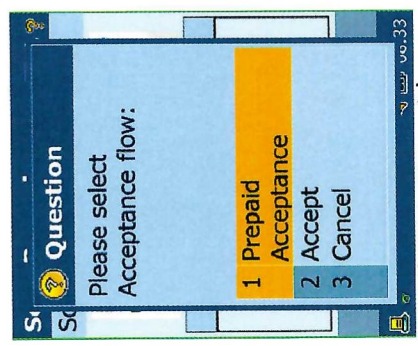 Question
Please select
Acceptance flow:
1 Prepaid
Acceptance
2 Accept
3 Cancel